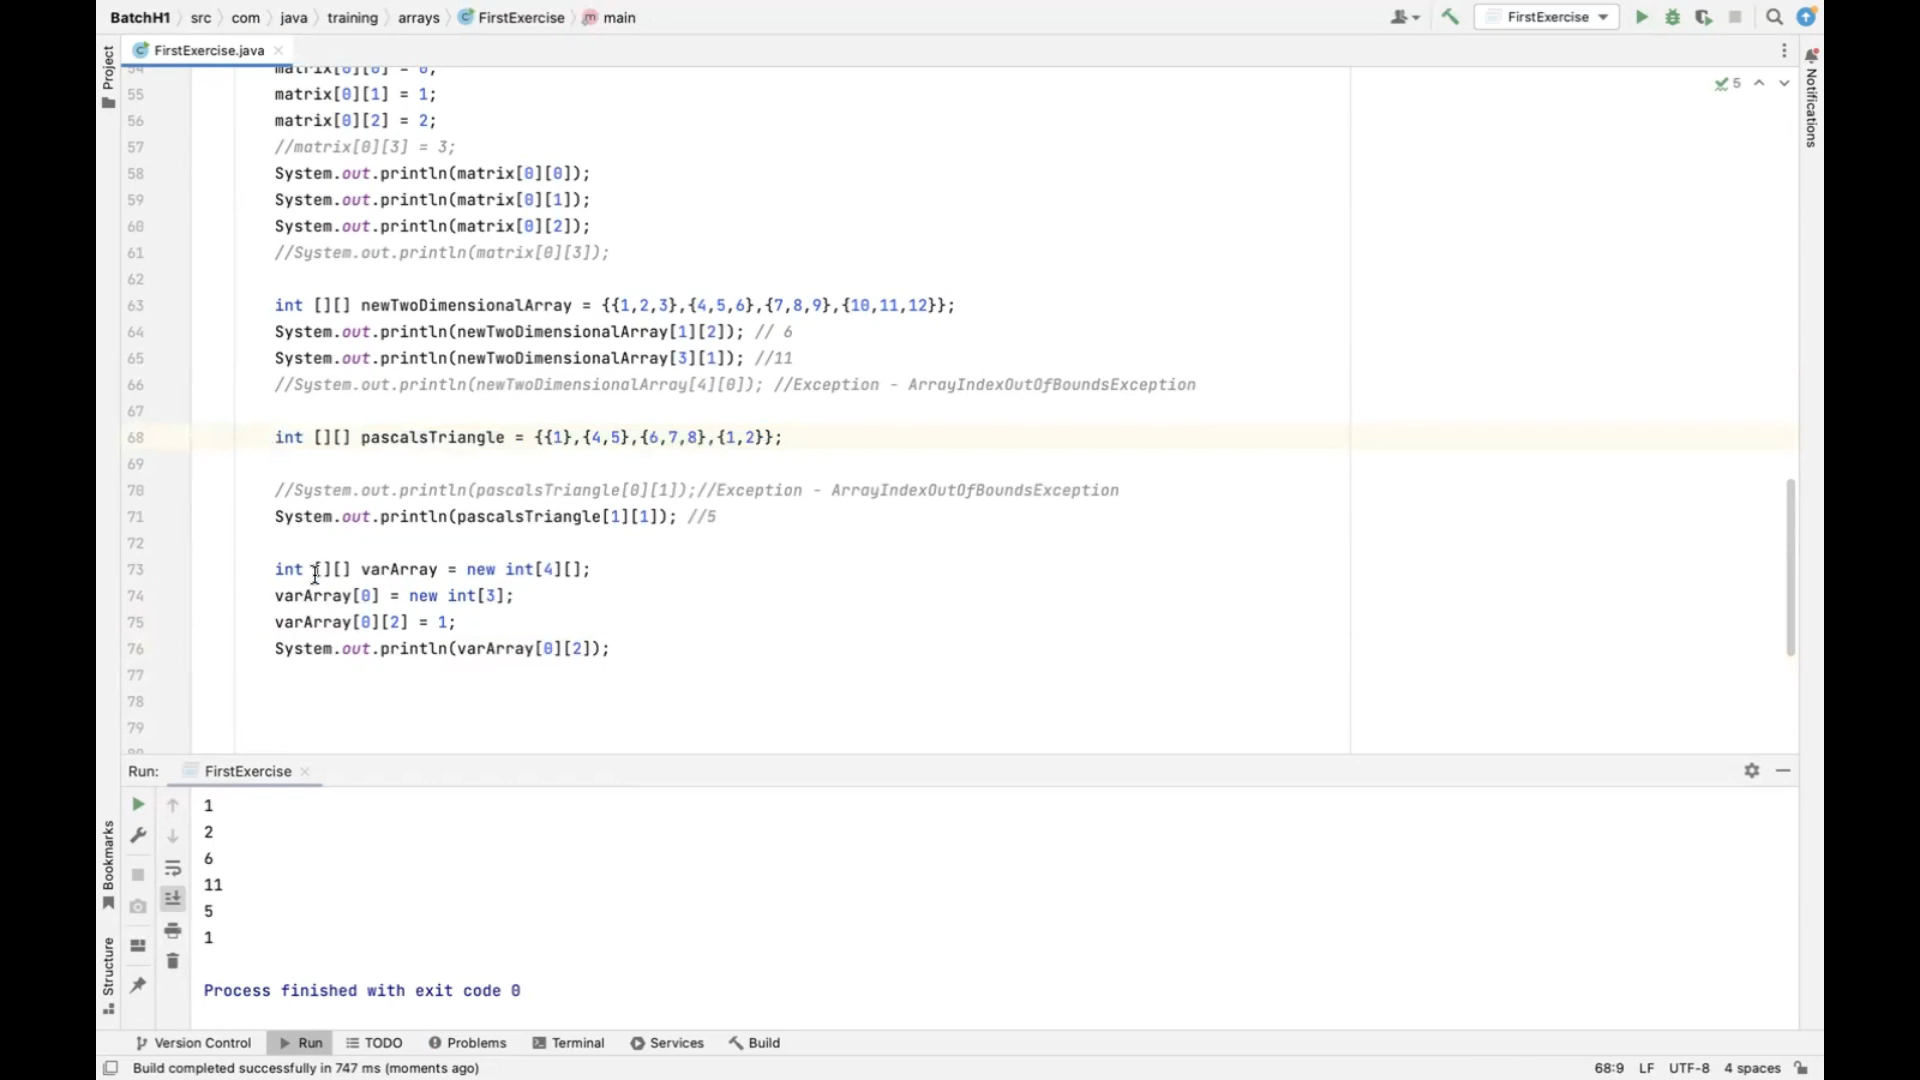 BatchH1 src com java training arrays FirstExercise main
FirstExercise
Project
FirstExercise.java
5
Notifications
54 matrix[0][0] = 0;
55 matrix[0][1] = 1;
56 matrix[0][2] = 2;
57 //matrix[0][3] = 3;
58 System.out.println(matrix[0][0]);
59 System.out.println(matrix[0][1]);
60 System.out.println(matrix[0][2]);
61 //System.out.println(matrix[0][3]);
62
63 int [][] newTwoDimensionalArray = {{1,2,3},{4,5,6},{7,8,9},{10,11,12}};
64 System.out.println(newTwoDimensionalArray[1][2]); // 6
65 System.out.println(newTwoDimensionalArray[3][1]); //11
66 //System.out.println(newTwoDimensionalArray[4][0]); //Exception - ArrayIndexOutOfBoundsException
67
68 int [][] pascalsTriangle = {{1},{4,5},{6,7,8},{1,2}};
69
70 //System.out.println(pascalsTriangle[0][1]);//Exception - ArrayIndexOutOfBoundsException
71 System.out.println(pascalsTriangle[1][1]); //5
72
73 int [][] varArray = new int[4][];
74 varArray[0] = new int[3];
75 varArray[0][2] = 1;
76 System.out.println(varArray[0][2]);
77
78
79
80
Run: FirstExercise
1
2
6
11
5
1
Process finished with exit code 0
Bookmarks
Structure
Version Control Run TODO Problems Terminal Services Build
Build completed successfully in 747 ms (moments ago) 68:9 LF UTF-8 4 spaces